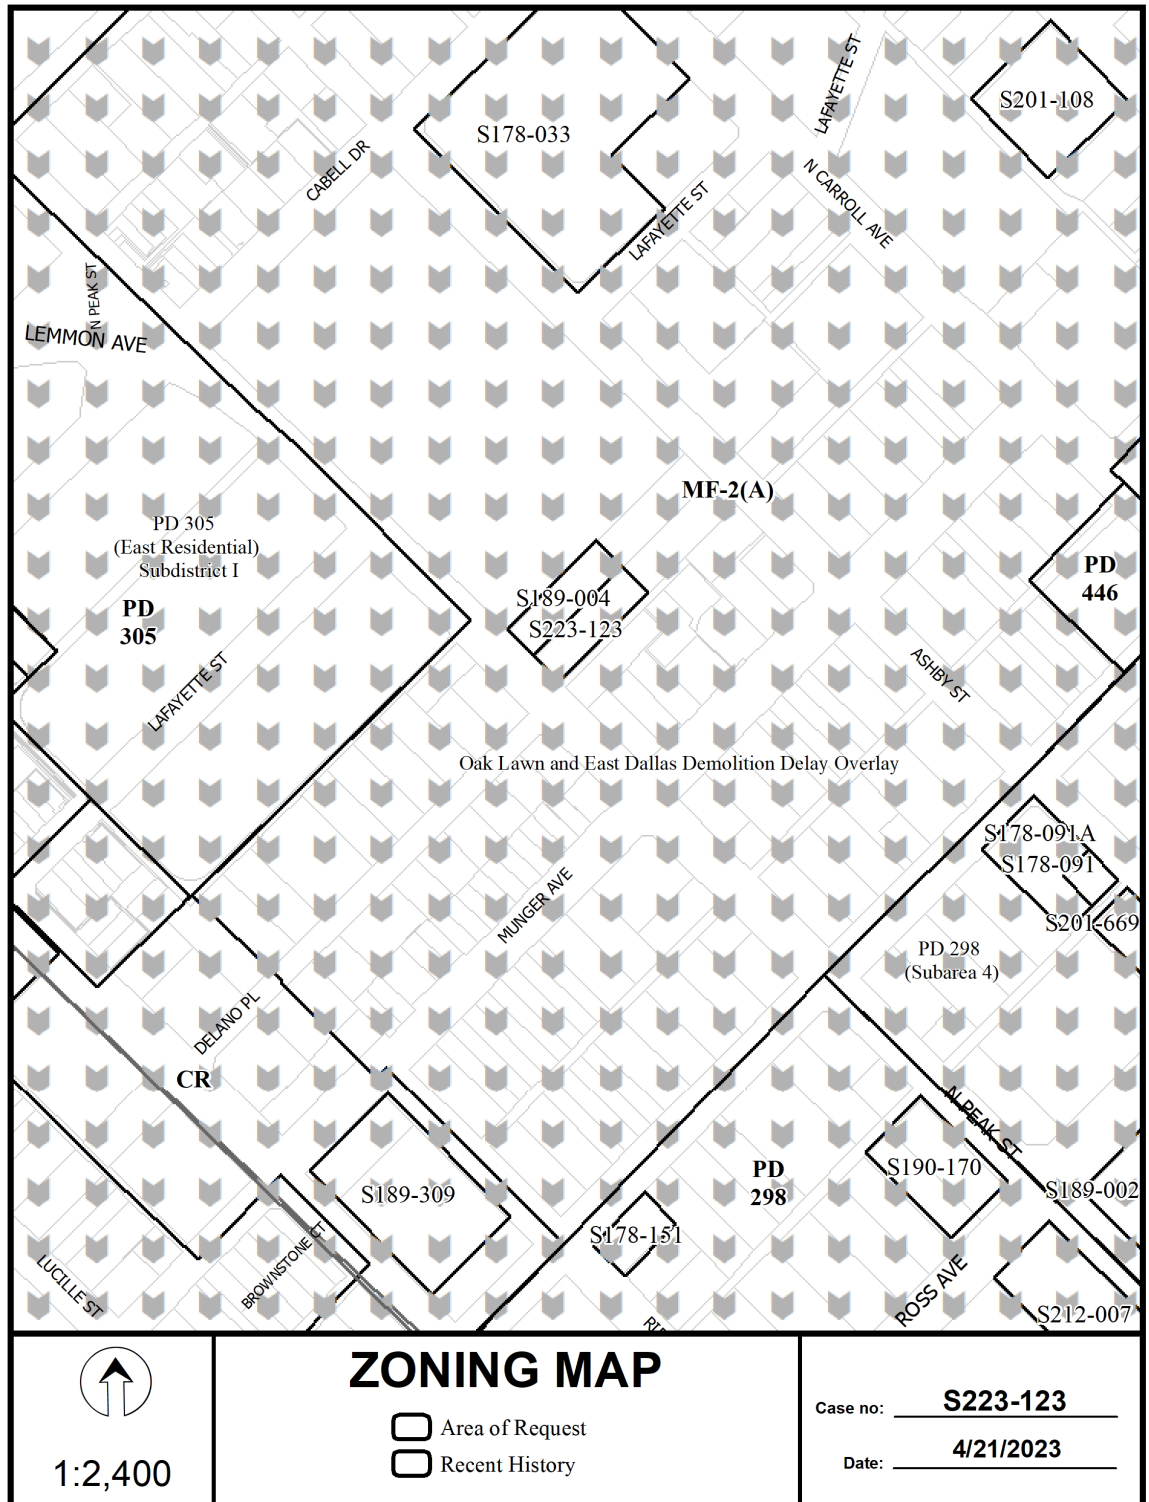 LAFAYETTE ST
S201-108
S178-033
CABELL DR
N CARROLL AVE
LAFAYETTE ST
N PEAK ST
LEMMON AVE
MF-2(A)
PD 305
(East Residential)
Subdistrict I
PD
446
S189-004
PD
305
S223-123
LAFAYETTE ST
ASHBY ST
Oak Lawn and East Dallas Demolition Delay Overlay
S178-091A
S178-091
MUNGER AVE
S201-669
PD 298
(Subarea 4)
DELANO PL
CR
N PEAK ST
PD
298
S190-170
S189-309
S189-002
S178-151
BROWNSTONE CT
LUCILLE ST
ROSS AVE
S212-007
1:2,400
ZONING MAP
Area of Request
Recent History
Case no: S223-123
Date: 4/21/2023